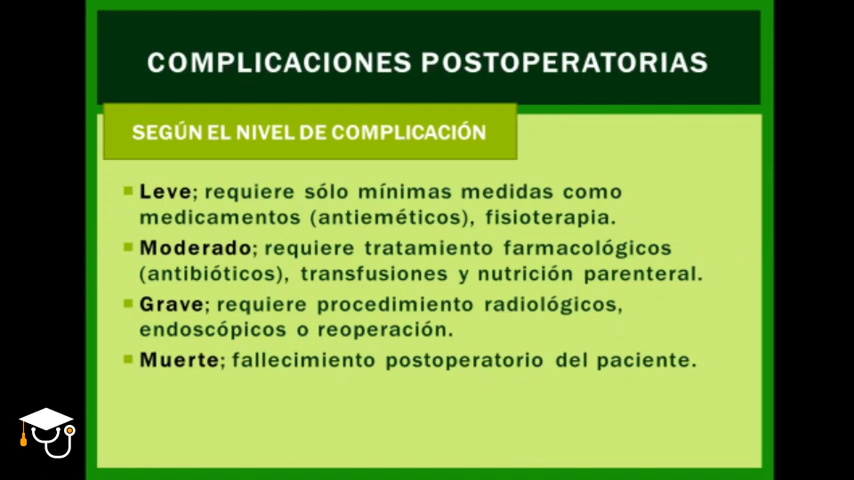 COMPLICACIONES POSTOPERATORIAS
SEGÚN EL NIVEL DE COMPLICACIÓN
Leve; requiere sólo mínimas medidas como
medicamentos (antieméticos), fisioterapia.
Moderado; requiere tratamiento farmacológicos
(antibióticos), transfusiones y nutrición parenteral.
Grave; requiere procedimiento radiológicos,
endoscópicos o reoperación.
Muerte; fallecimiento postoperatorio del paciente.